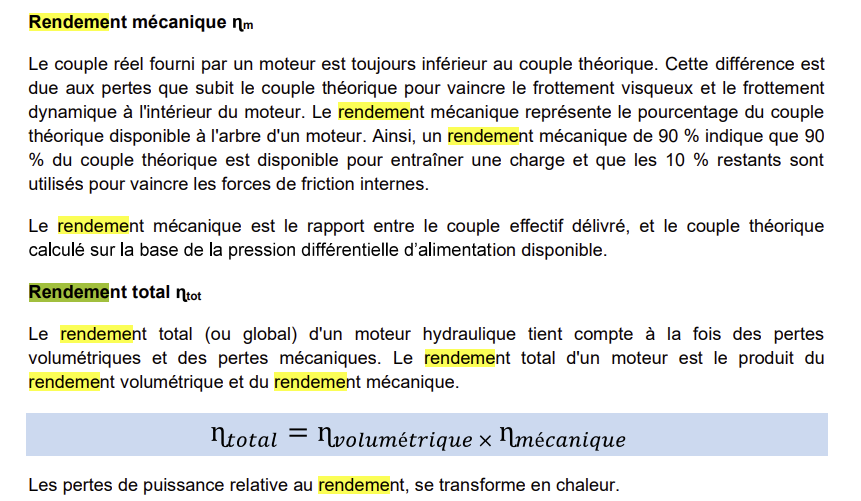 Rendement mécanique ηm
Le couple réel fourni par un moteur est toujours inférieur au couple théorique. Cette différence est
due aux pertes que subit le couple théorique pour vaincre le frottement visqueux et le frottement
dynamique à l'intérieur du moteur. Le rendement mécanique représente le pourcentage du couple
théorique disponible à l'arbre d'un moteur. Ainsi, un rendement mécanique de 90 % indique que 90
% du couple théorique est disponible pour entraîner une charge et que les 10 % restants sont
utilisés pour vaincre les forces de friction internes.
Le rendement mécanique est le rapport entre le couple effectif délivré, et le couple théorique
calculé sur la base de la pression différentielle d’alimentation disponible.
Rendement total ηtot
Le rendement total (ou global) d'un moteur hydraulique tient compte à la fois des pertes
volumétriques et des pertes mécaniques. Le rendement total d'un moteur est le produit du
rendement volumétrique et du rendement mécanique.
ηtotal = ηvolumétrique × ηmécanique
Les pertes de puissance relative au rendement, se transforme en chaleur.